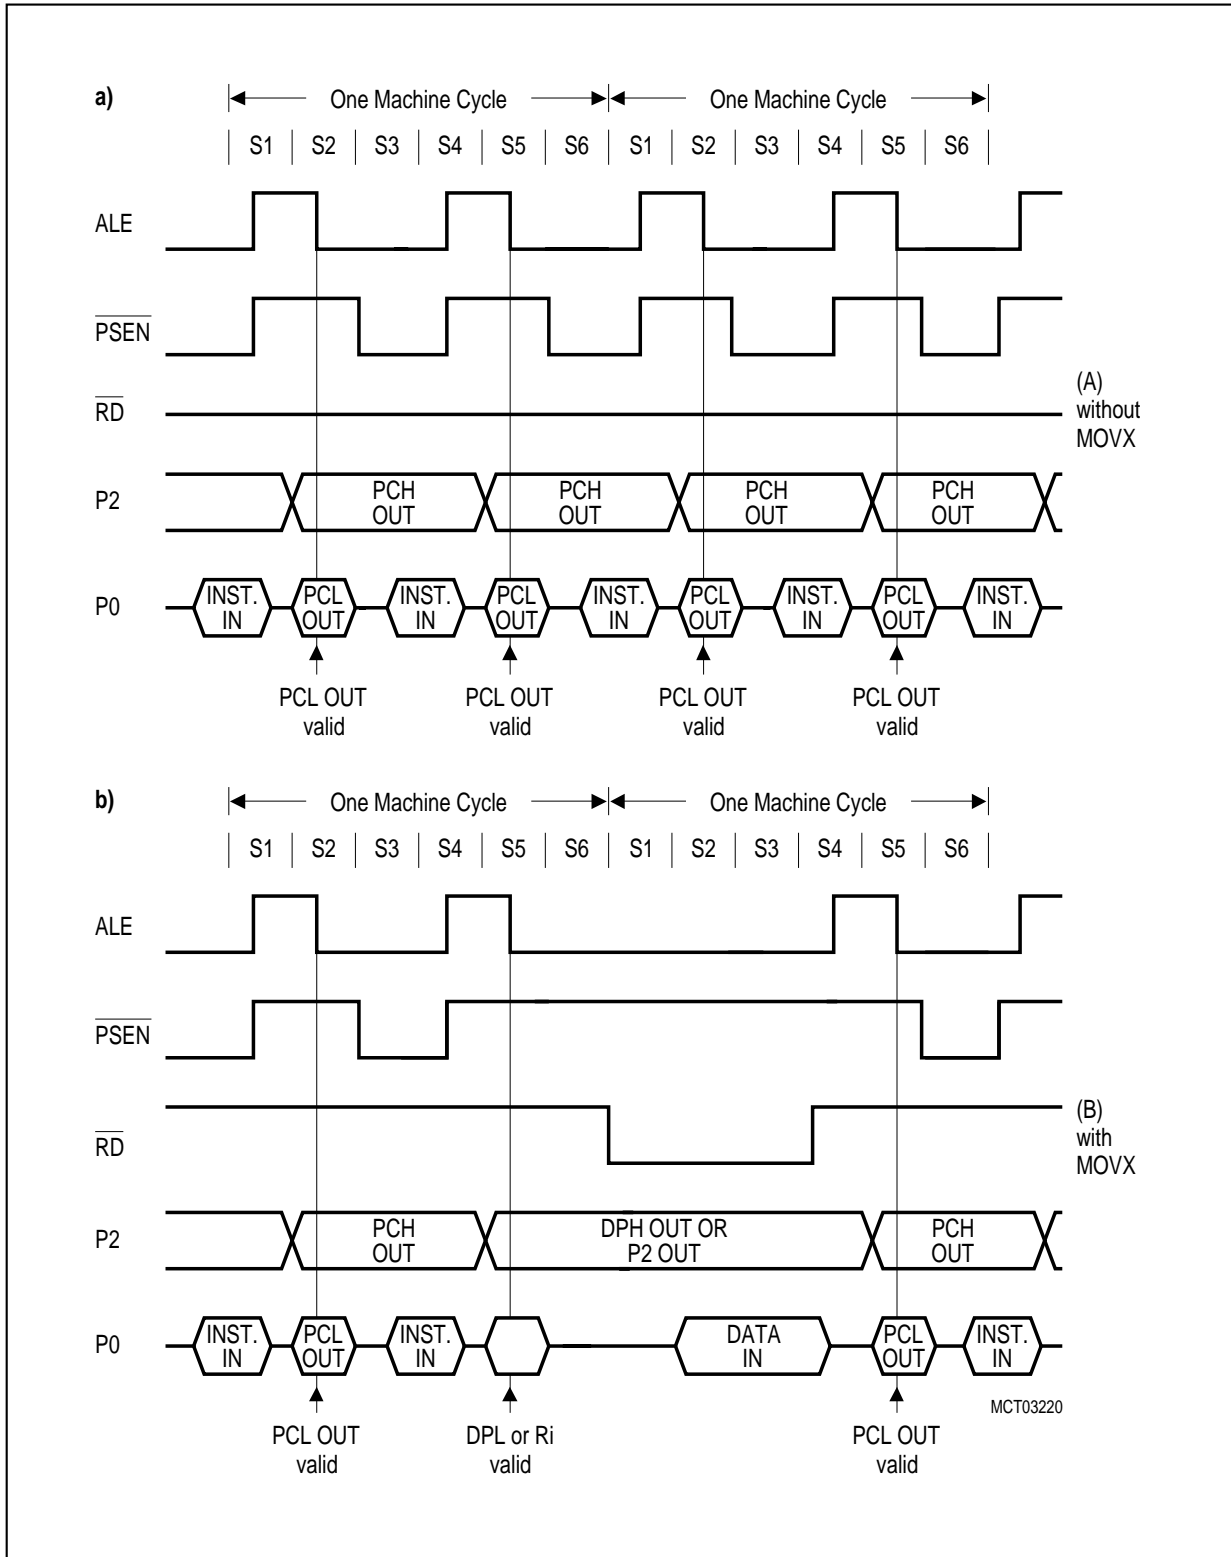 a)
One Machine Cycle One Machine Cycle
S1 S2 S3 S4 S5 S6 S1 S2 S3 S4 S5 S6
ALE
PSEN
RD
(A)
without
MOVX
P2
PCH
OUT
PCH
OUT
PCH
OUT
PCH
OUT
P0
INST.
IN
PCL
OUT
INST.
IN
PCL
OUT
INST.
IN
PCL
OUT
INST.
IN
PCL
OUT
INST.
IN
PCL OUT
valid
PCL OUT
valid
PCL OUT
valid
PCL OUT
valid
b)
One Machine Cycle One Machine Cycle
S1 S2 S3 S4 S5 S6 S1 S2 S3 S4 S5 S6
ALE
PSEN
RD
(B)
with
MOVX
P2
PCH
OUT
DPH OUT OR
P2 OUT
PCH
OUT
P0
INST.
IN
PCL
OUT
INST.
IN
DATA
IN
PCL
OUT
INST.
IN
MCT03220
PCL OUT
valid
DPL or Ri
valid
PCL OUT
valid